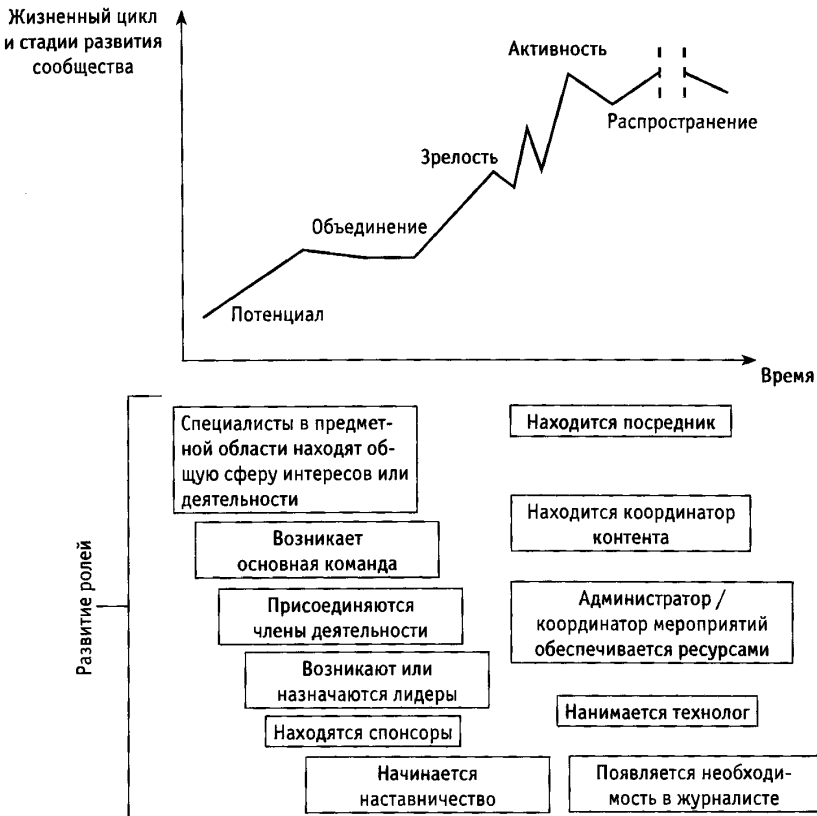 Жизненный цикл
и стадии развития
сообщества
Активность
Распространение
Зрелость
Объединение
Потенциал
Время
Развитие ролей
Специалисты в предмет-
ной области находят об-
щую сферу интересов или
деятельности
Возникает
основная команда
Присоединяются
члены деятельности
Возникают или
назначаются лидеры
Находятся спонсоры
Начинается
наставничество
Находится посредник
Находится координатор
контента
Администратор /
координатор мероприятий
обеспечивается ресурсами
Нанимается технолог
Появляется необходи-
мость в журналисте